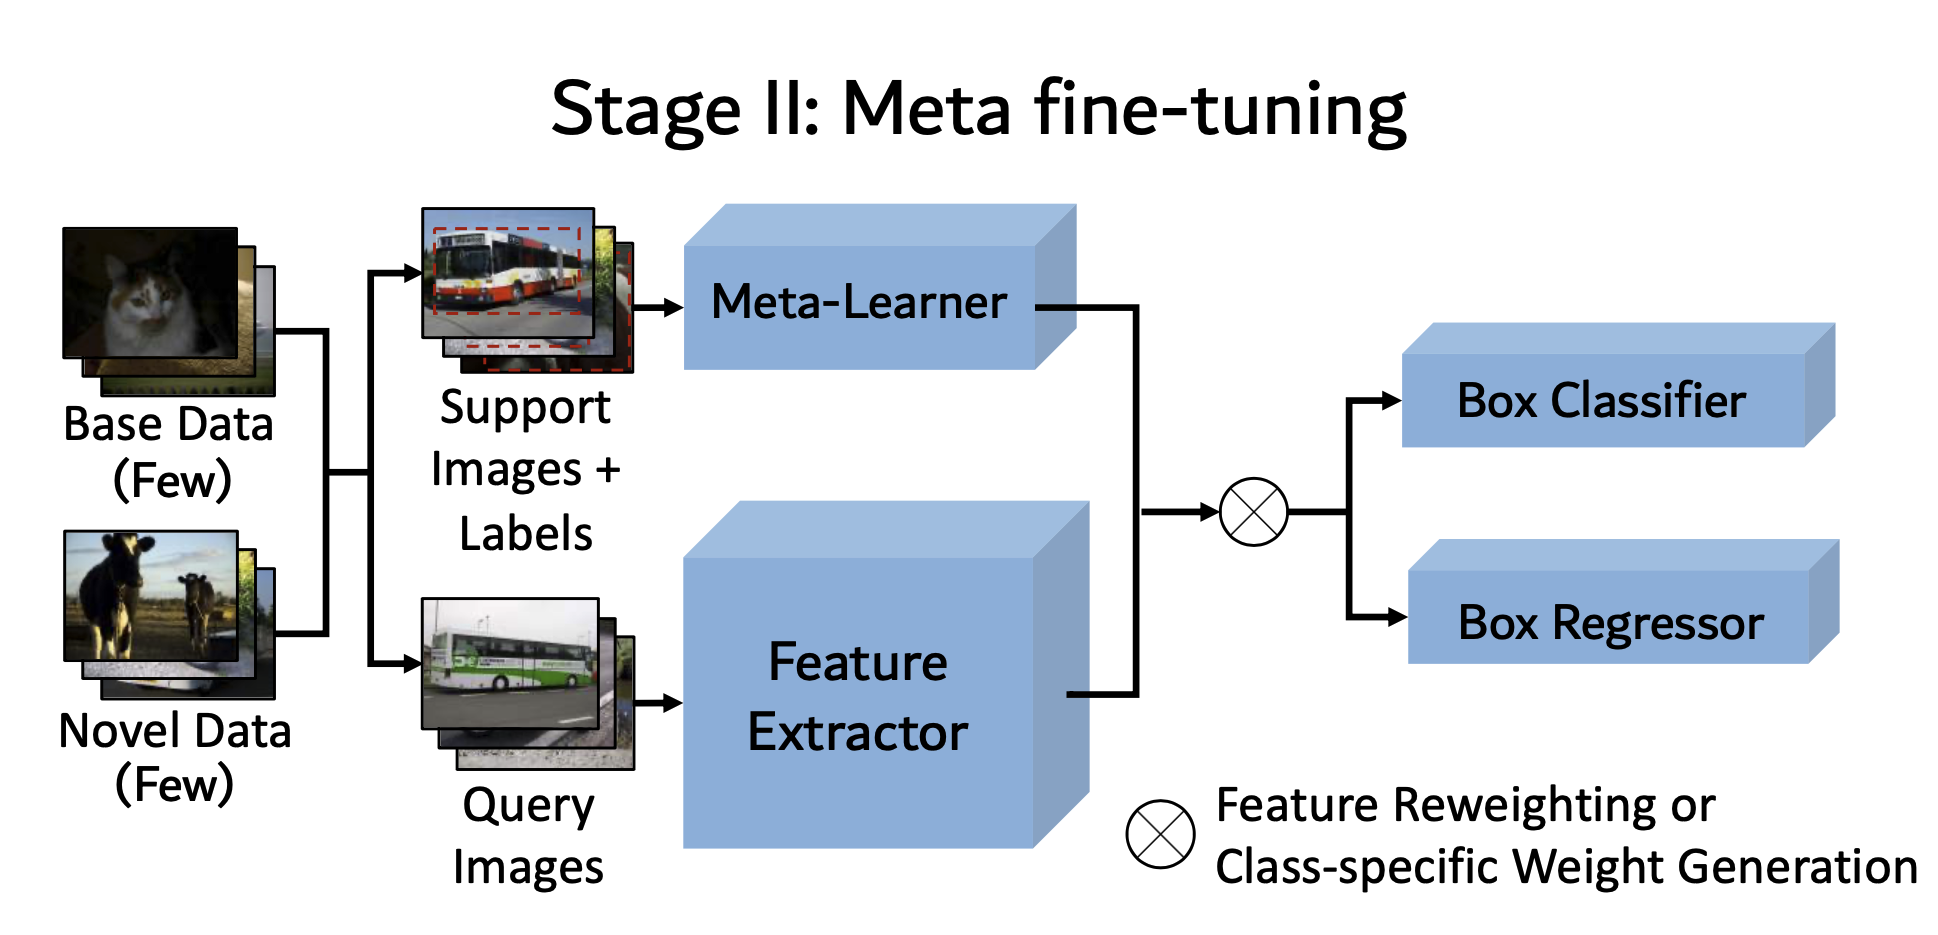 Stage II: Meta fine-tuning
Base Data
(Few)
Novel Data
(Few)
Support
Images +
Labels
Query
Images
Meta-Learner
Feature
Extractor
Box Classifier
Box Regressor
Feature Reweighting or
Class-specific Weight Generation